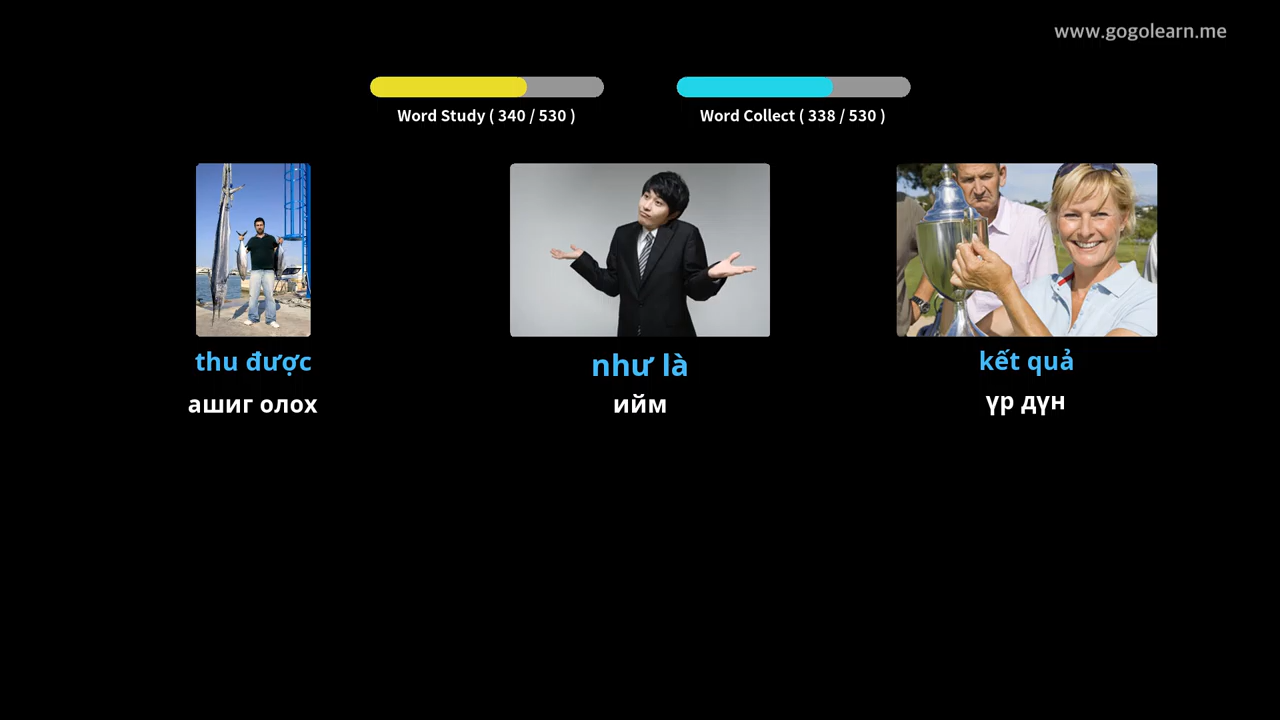 www.gogolearn.me
Word Study ( 340 / 530 )
Word Collect ( 338 / 530 )
thu được
như là
kết quả
ашиг олох
ийм
үр дүн